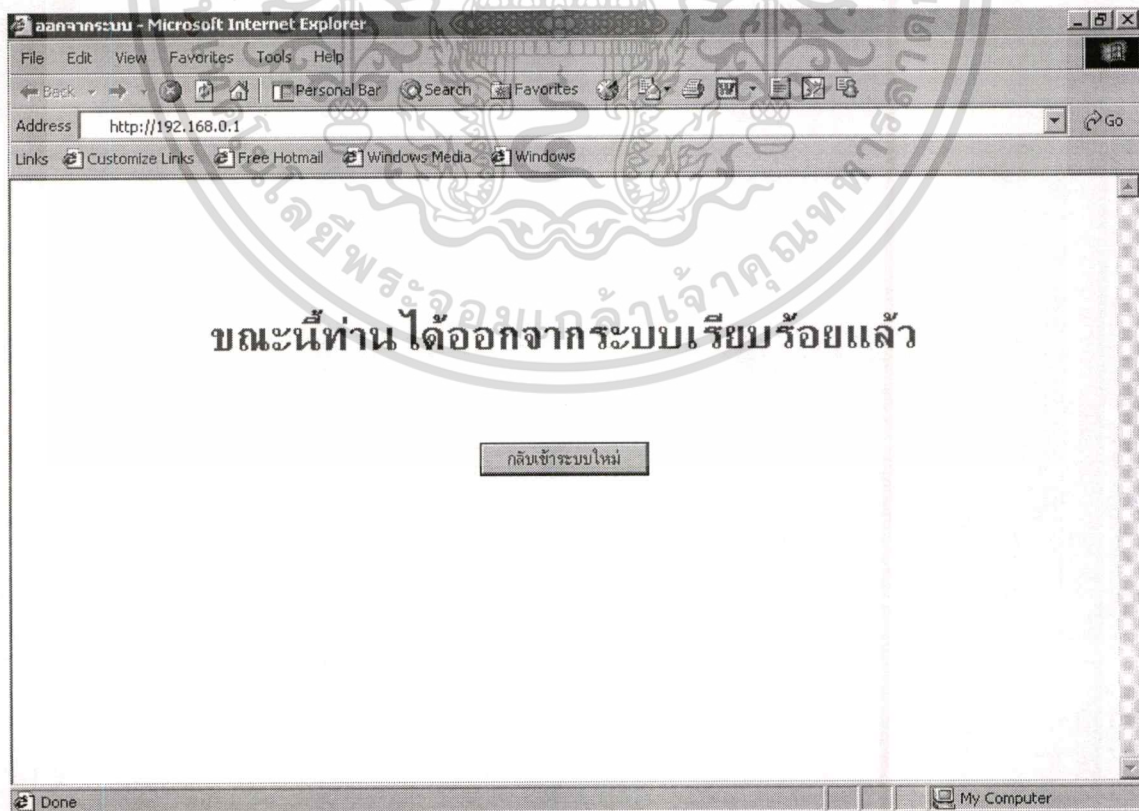 ออกจากระบบ - Microsoft Internet Explorer
File Edit View Favorites Tools Help
Back Personal Bar Search Favorites
Address http://192.168.0.1 Go
Links Customize Links Free Hotmail Windows Media Windows
ขณะนี้ท่านได้ออกจากระบบเรียบร้อยแล้ว
กลับเข้าระบบใหม่
Done My Computer